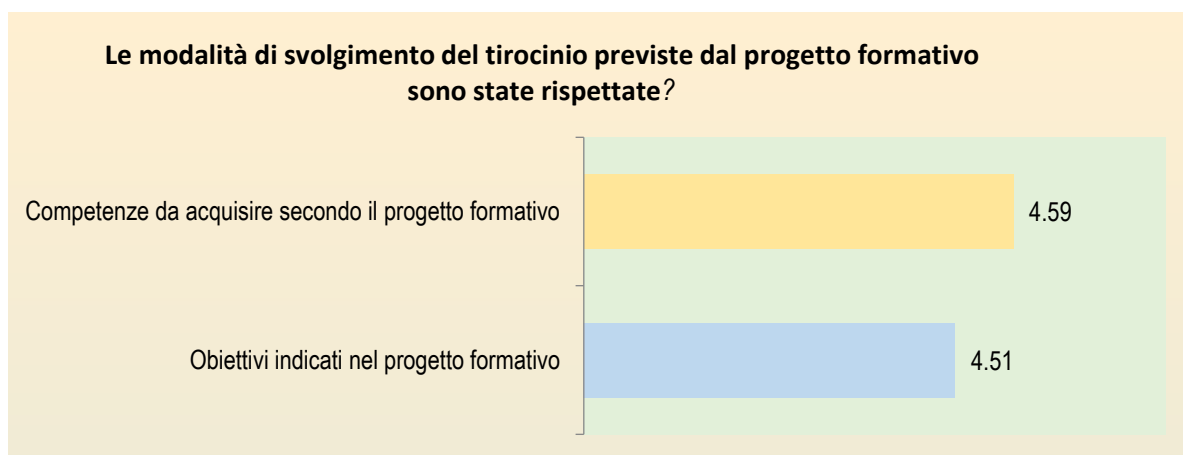 Le modalità di svolgimento del tirocinio previste dal progetto formativo
sono state rispettate?
Competenze da acquisire secondo il progetto formativo
4.59
Obiettivi indicati nel progetto formativo
4.51